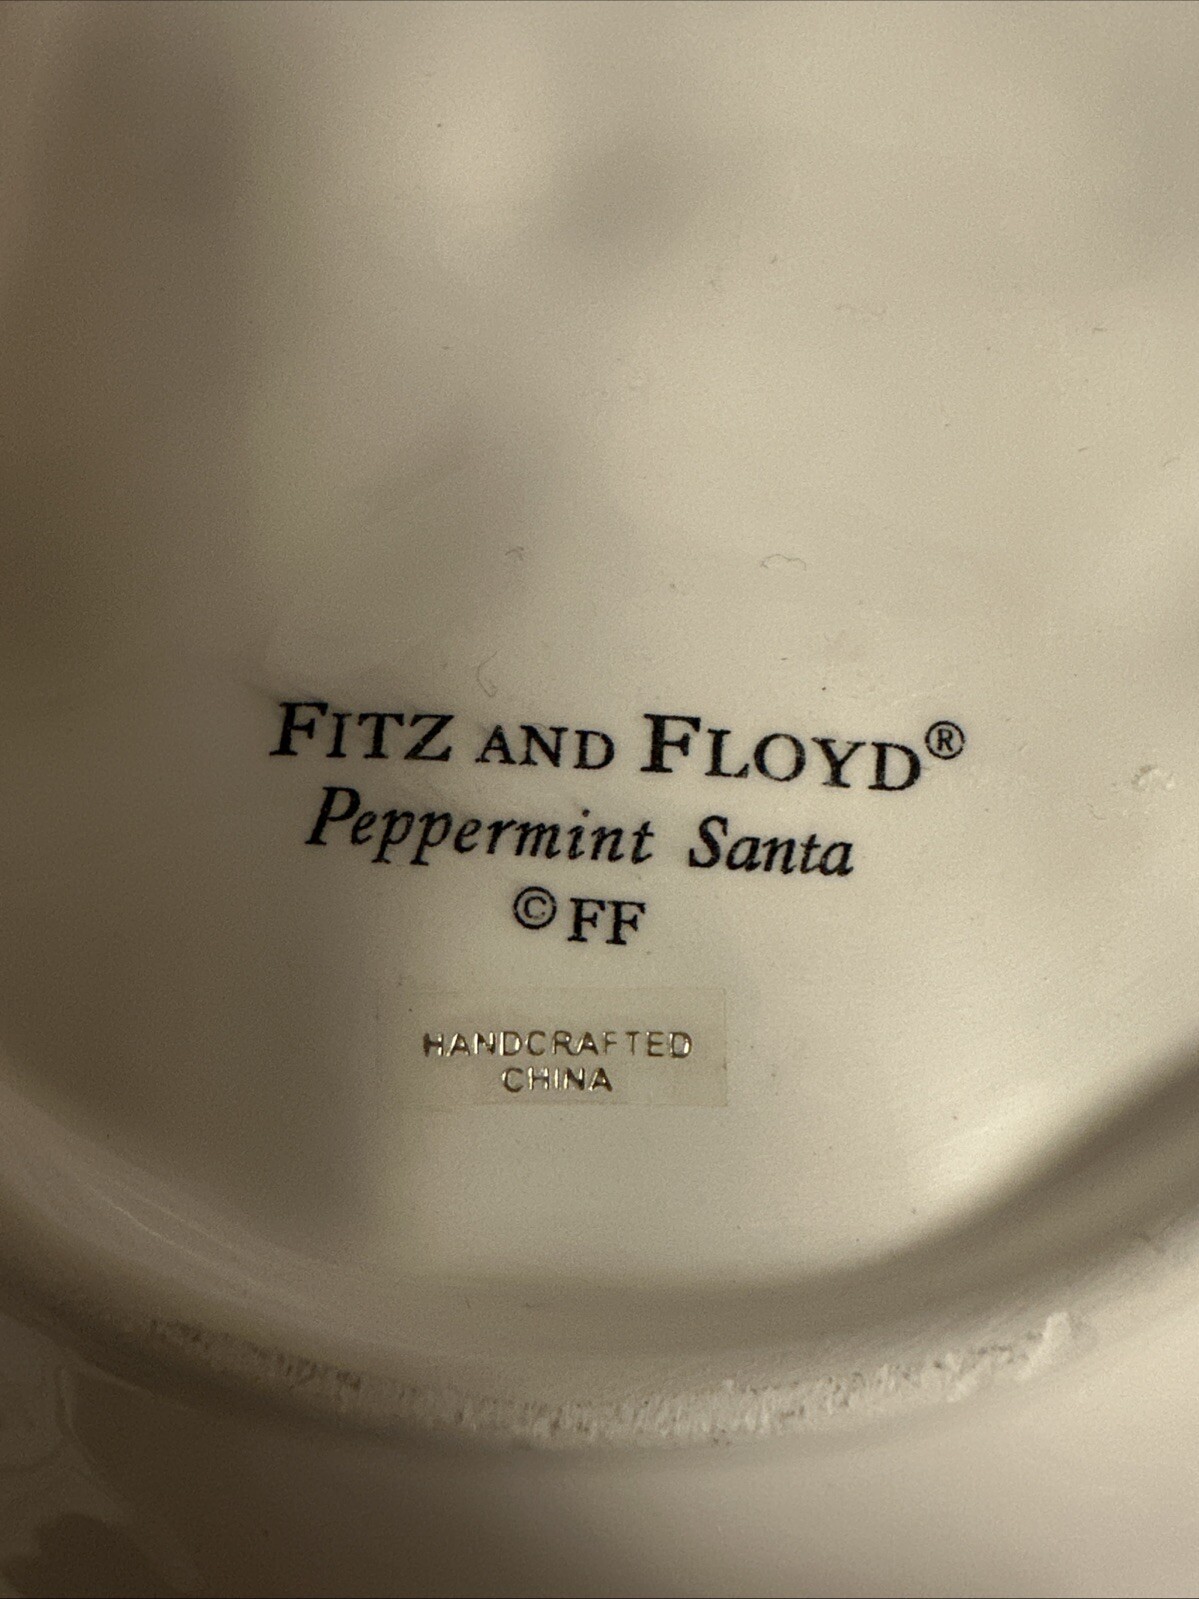 FITZ AND FLOYD®
Peppermint Santa
© FF
HANDCRAFTED
CHINA